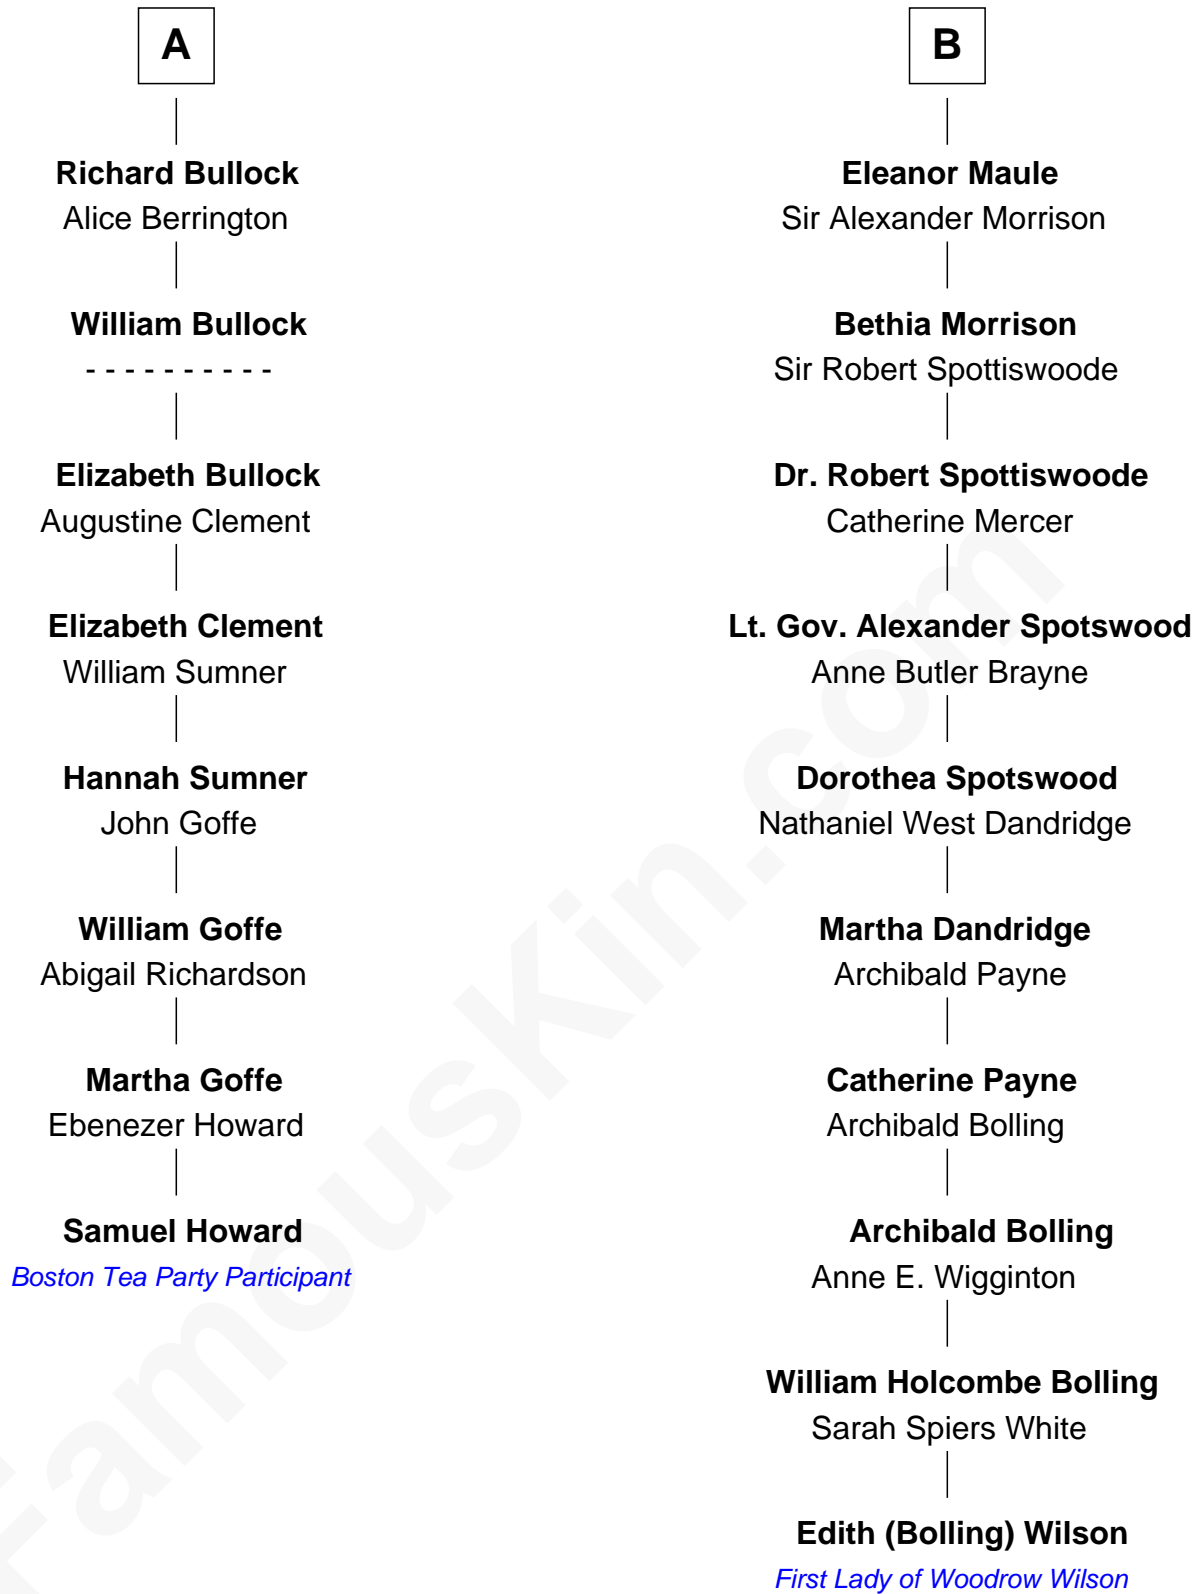 A
Richard Bullock
Alice Berrington
William Bullock
- - - - - - - - - -
Elizabeth Bullock
Augustine Clement
Elizabeth Clement
William Sumner
Hannah Sumner
John Goffe
William Goffe
Abigail Richardson
Martha Goffe
Ebenezer Howard
Samuel Howard
Boston Tea Party Participant
B
Eleanor Maule
Sir Alexander Morrison
Bethia Morrison
Sir Robert Spottiswoode
Dr. Robert Spottiswoode
Catherine Mercer
Lt. Gov. Alexander Spotswood
Anne Butler Brayne
Dorothea Spotswood
Nathaniel West Dandridge
Martha Dandridge
Archibald Payne
Catherine Payne
Archibald Bolling
Archibald Bolling
Anne E. Wigginton
William Holcombe Bolling
Sarah Spiers White
Edith (Bolling) Wilson
First Lady of Woodrow Wilson
FamousKin.com